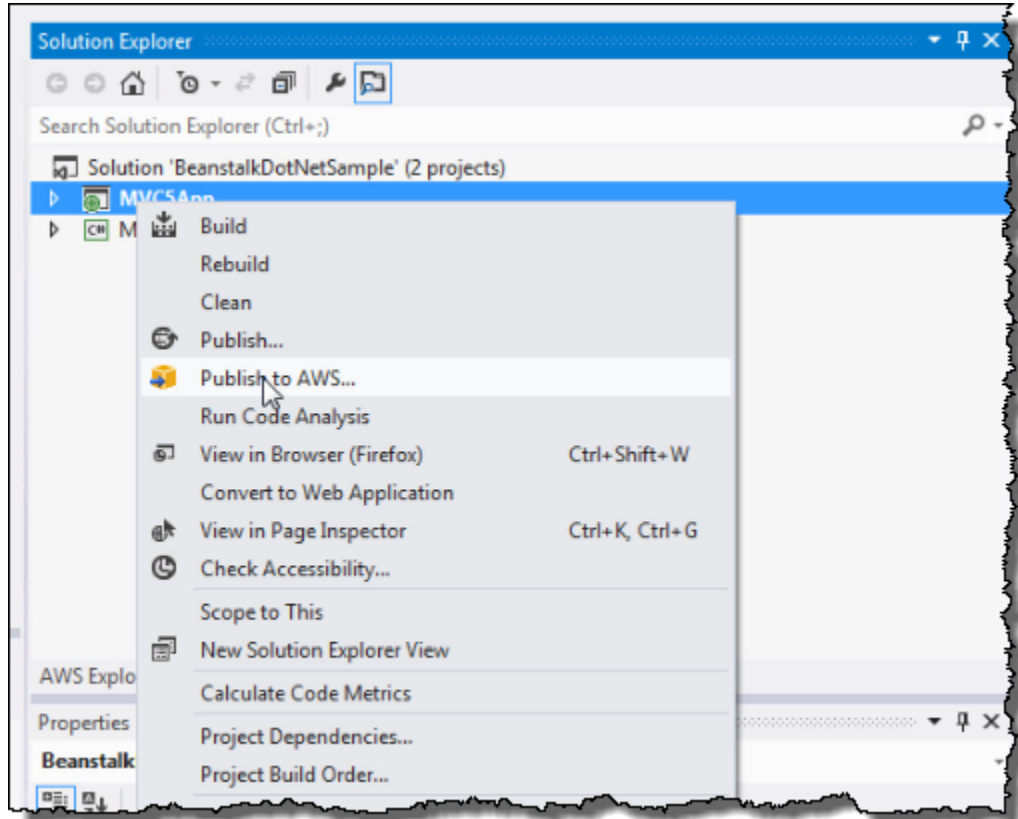 Solution Explorer
Search Solution Explorer (Ctrl+;)
Solution 'BeanstalkDotNetSample' (2 projects)
MVC5App
C# M
Build
Rebuild
Clean
Publish...
Publish to AWS...
Run Code Analysis
View in Browser (Firefox) Ctrl+Shift+W
Convert to Web Application
View in Page Inspector Ctrl+K, Ctrl+G
Check Accessibility...
Scope to This
New Solution Explorer View
AWS Explo
Calculate Code Metrics
Properties
Project Dependencies...
Beanstalk
Project Build Order...